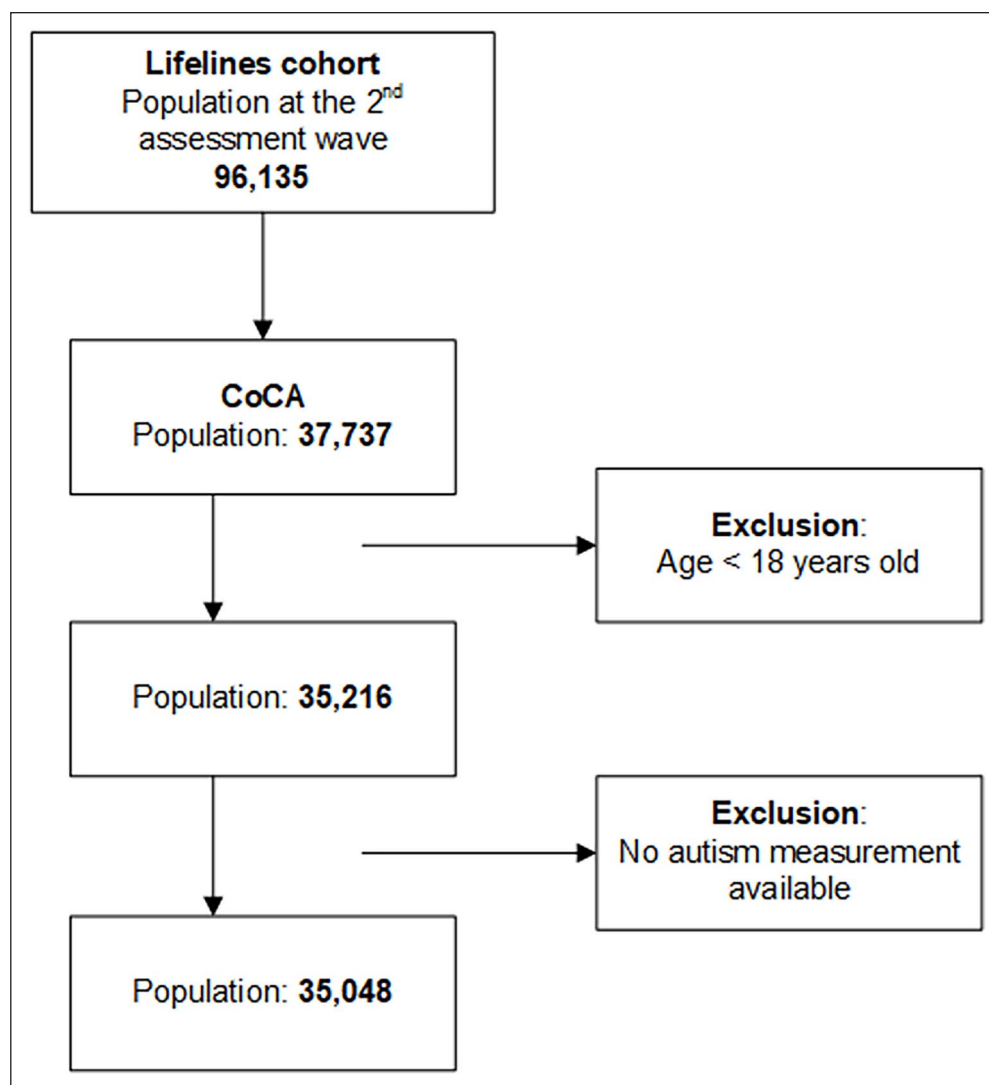 Lifelines cohort
Population at the 2nd
assessment wave
96,135
CoCA
Population: 37,737
Exclusion:
Age < 18 years old
Population: 35,216
Exclusion:
No autism measurement
available
Population: 35,048